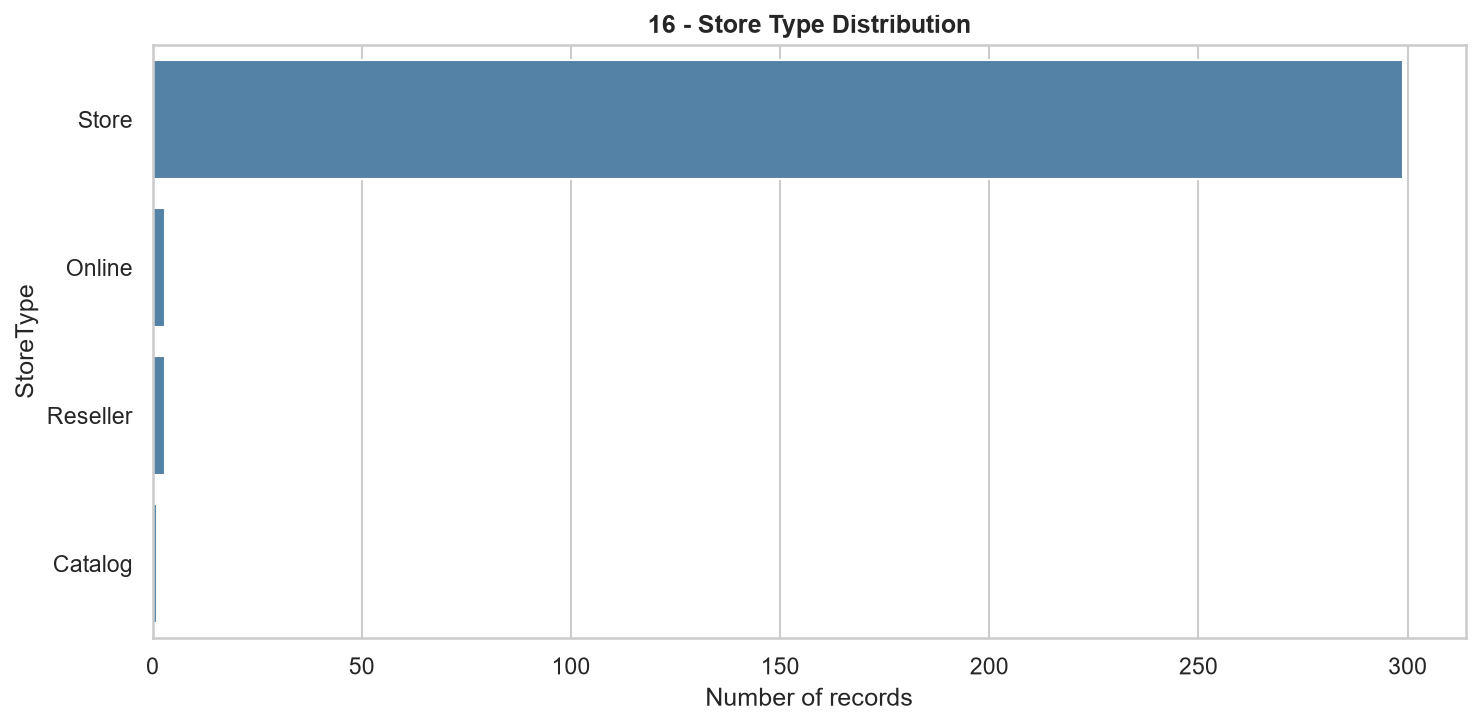 16 - Store Type Distribution
Store
Online
Reseller
Catalog
StoreType
0 50 100 150 200 250 300
Number of records